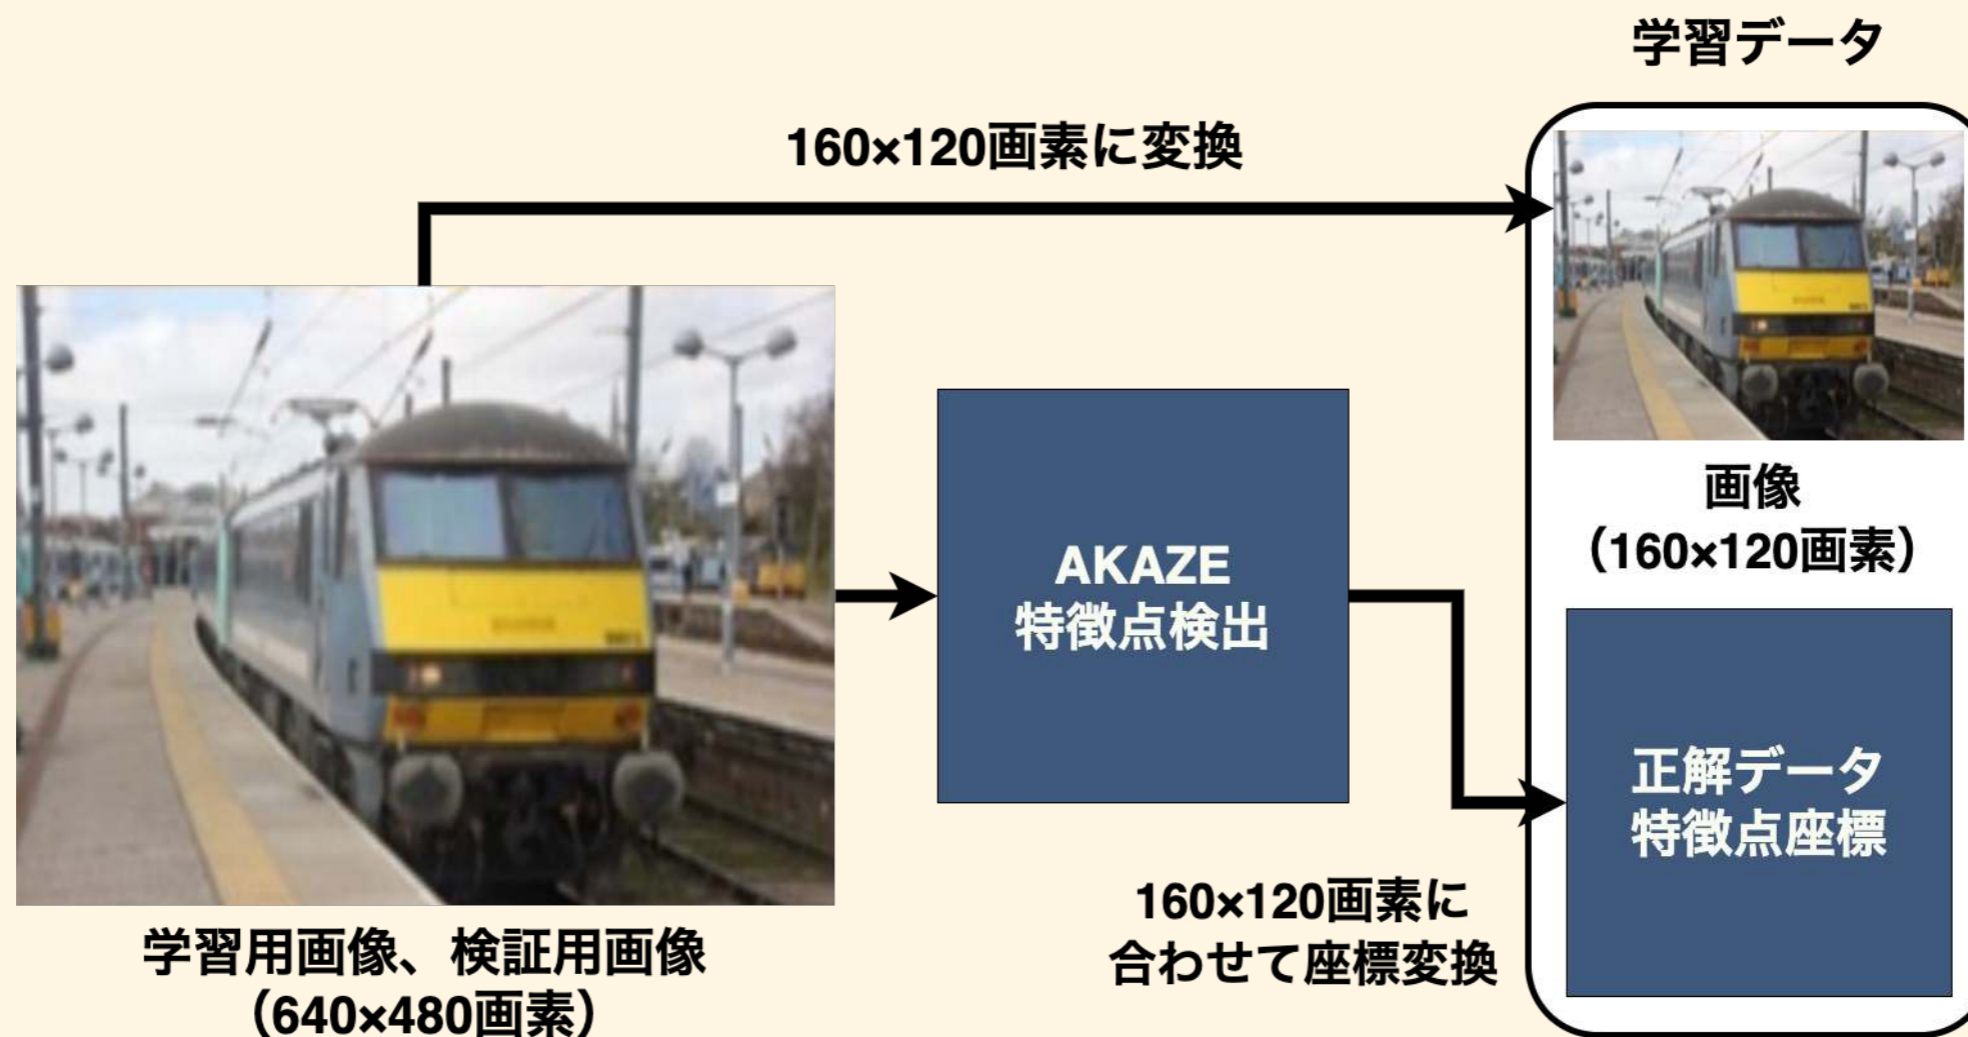 学習データ
160×120画素に変換
画像
（160×120画素）
AKAZE
特徴点検出
正解データ
特徴点座標
160×120画素に
合わせて座標変換
学習用画像、検証用画像
（640×480画素）